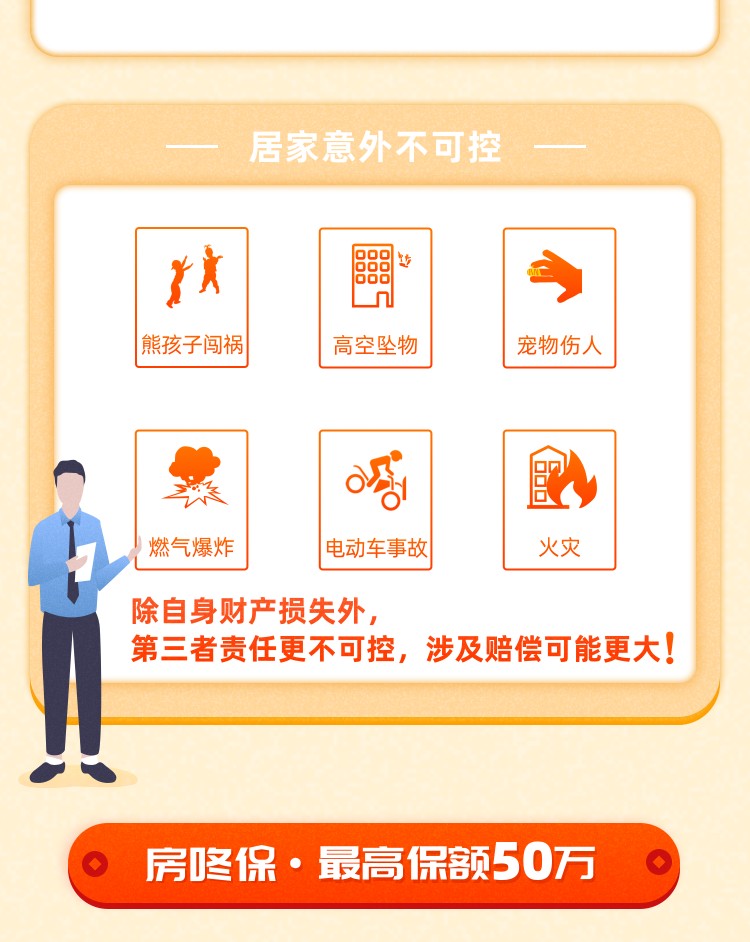 居家意外不可控
熊孩子闯祸
高空坠物
宠物伤人
燃气爆炸
电动车事故
火灾
除自身财产损失外，
第三者责任更不可控，涉及赔偿可能更大！
房咚保·最高保额50万